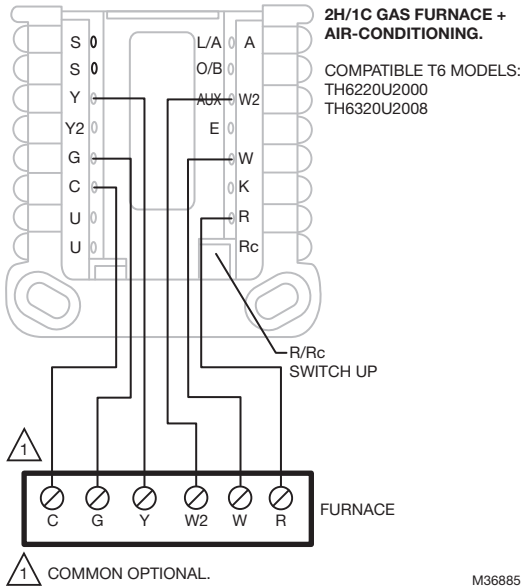 2H/1C GAS FURNACE +
AIR-CONDITIONING.
COMPATIBLE T6 MODELS:
TH6220U2000
TH6320U2008
S L/A A
S O/B
Y AUX W2
Y2 E
G W
C K
U R
U Rc
R/Rc
SWITCH UP
1
C G Y W2 W R
FURNACE
1 COMMON OPTIONAL.
M36885